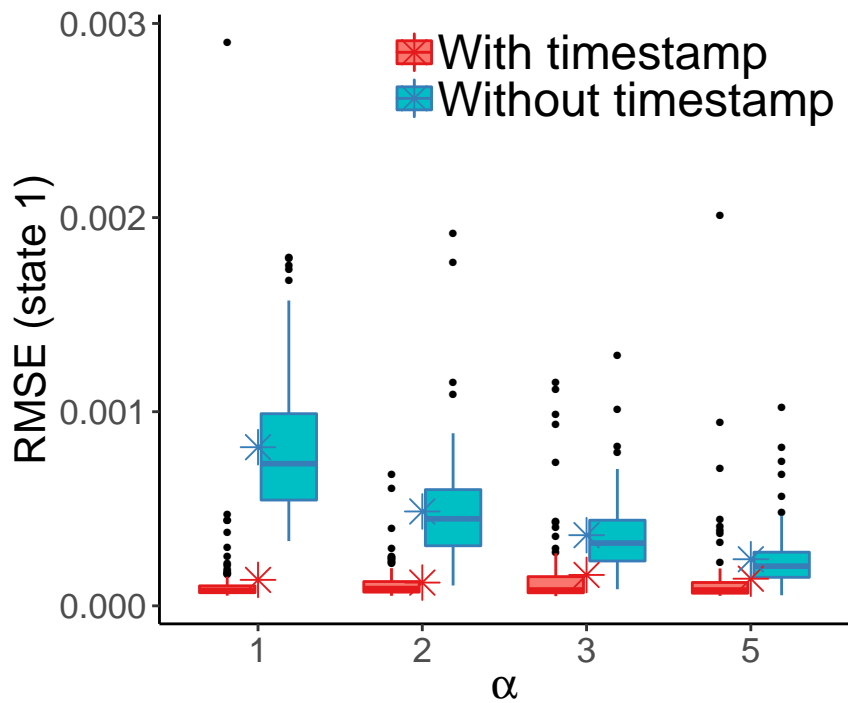 0.003
With timestamp
Without timestamp
0.002
0.001
0.000
RMSE (state 1)
1 2 3 5
α